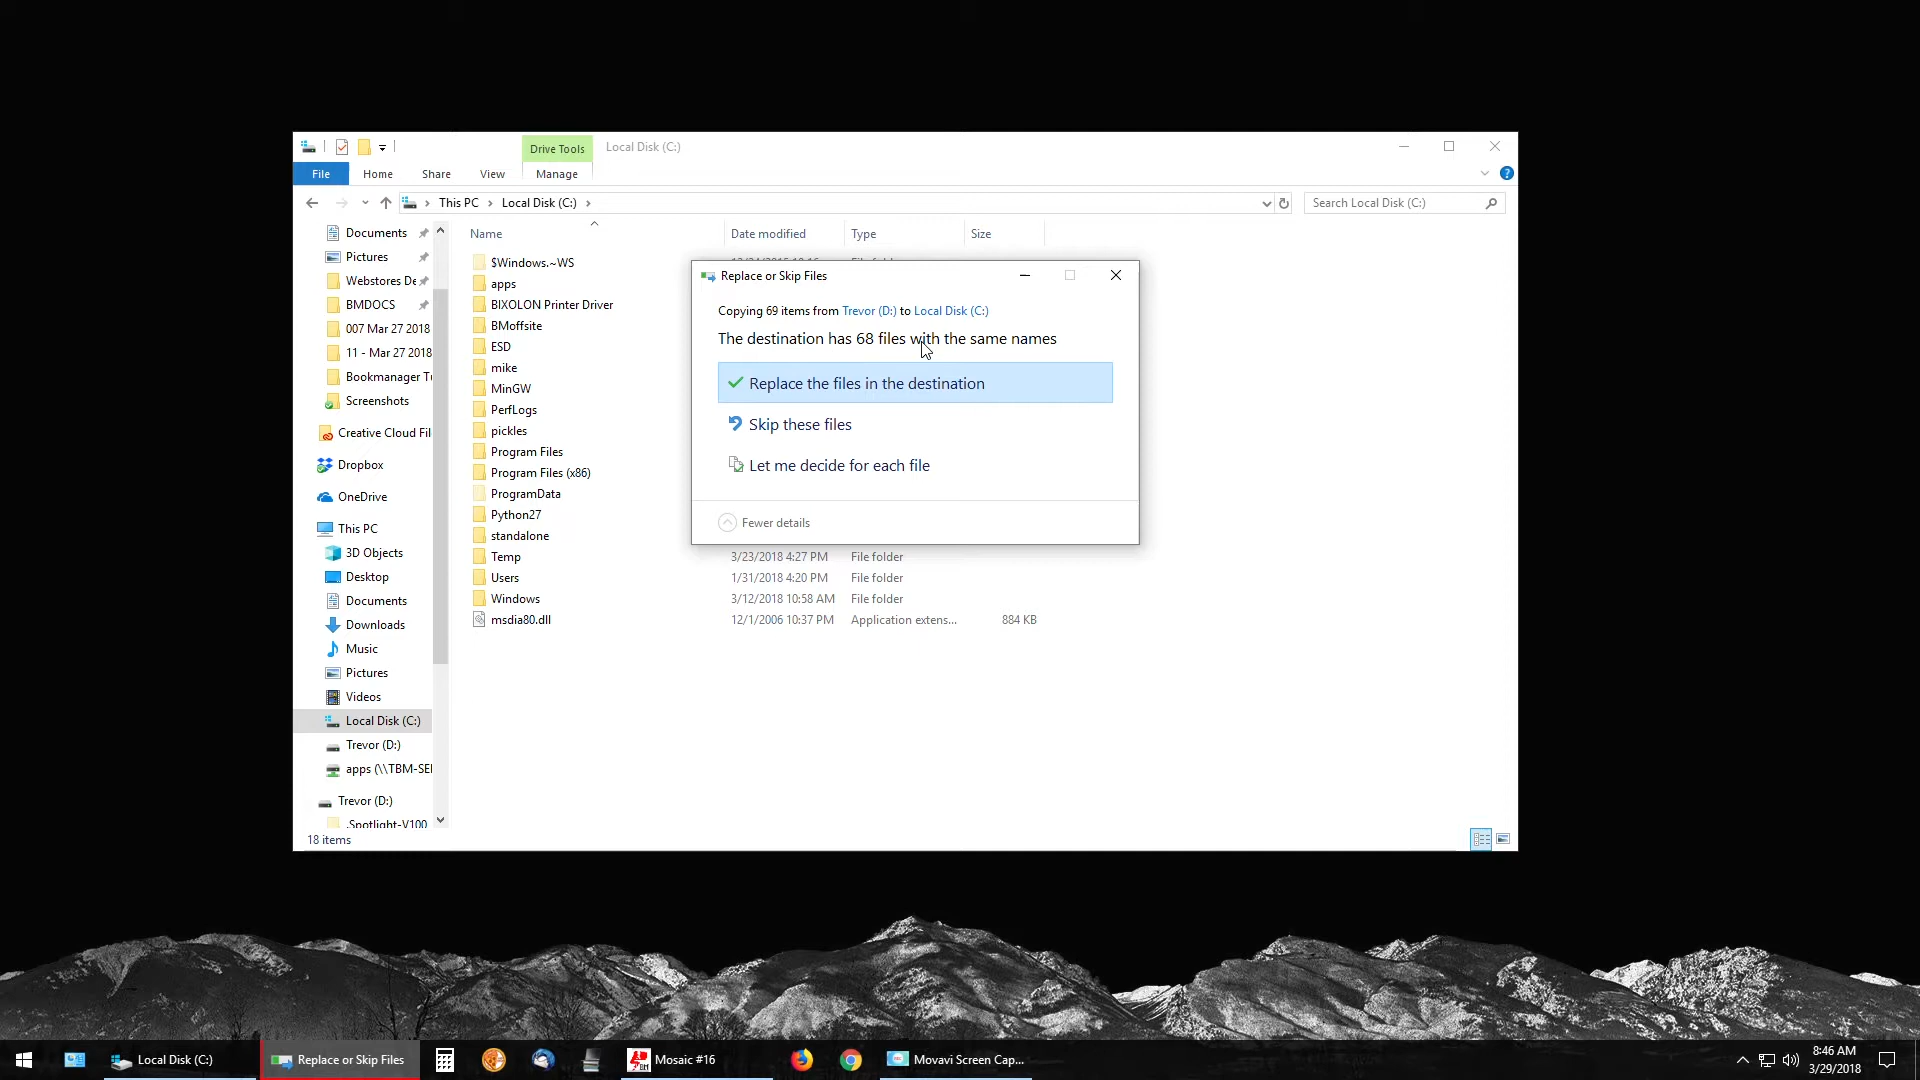 Drive Tools
Local Disk (C:)
File
Home
Share
View
Manage
This PC
Local Disk (C:)
Search Local Disk (C:)
Documents
Pictures
Webstores De
BMDOCS
007 Mar 27 2018
11 - Mar 27 2018
Bookmanager Tu
Screenshots
Creative Cloud Fil
Dropbox
OneDrive
This PC
3D Objects
Desktop
Documents
Downloads
Music
Pictures
Videos
Local Disk (C:)
Trevor (D:)
apps (\\TBM-SE
Trevor (D:)
.Spotlight-V100
18 items
Name
Date modified
Type
Size
$Windows.~WS
apps
BIXOLON Printer Driver
BMoffsite
ESD
mike
MinGW
PerfLogs
pickles
Program Files
Program Files (x86)
ProgramData
Python27
standalone
Temp 3/23/2018 4:27 PM File folder
Users 1/31/2018 4:20 PM File folder
Windows 3/12/2018 10:58 AM File folder
msdia80.dll 12/1/2006 10:37 PM Application extens... 884 KB
Replace or Skip Files
Copying 69 items from Trevor (D:) to Local Disk (C:)
The destination has 68 files with the same names
Replace the files in the destination
Skip these files
Let me decide for each file
Fewer details
Local Disk (C:)
Replace or Skip Files
Mosaic #16
Movavi Screen Cap...
8:46 AM
3/29/2018